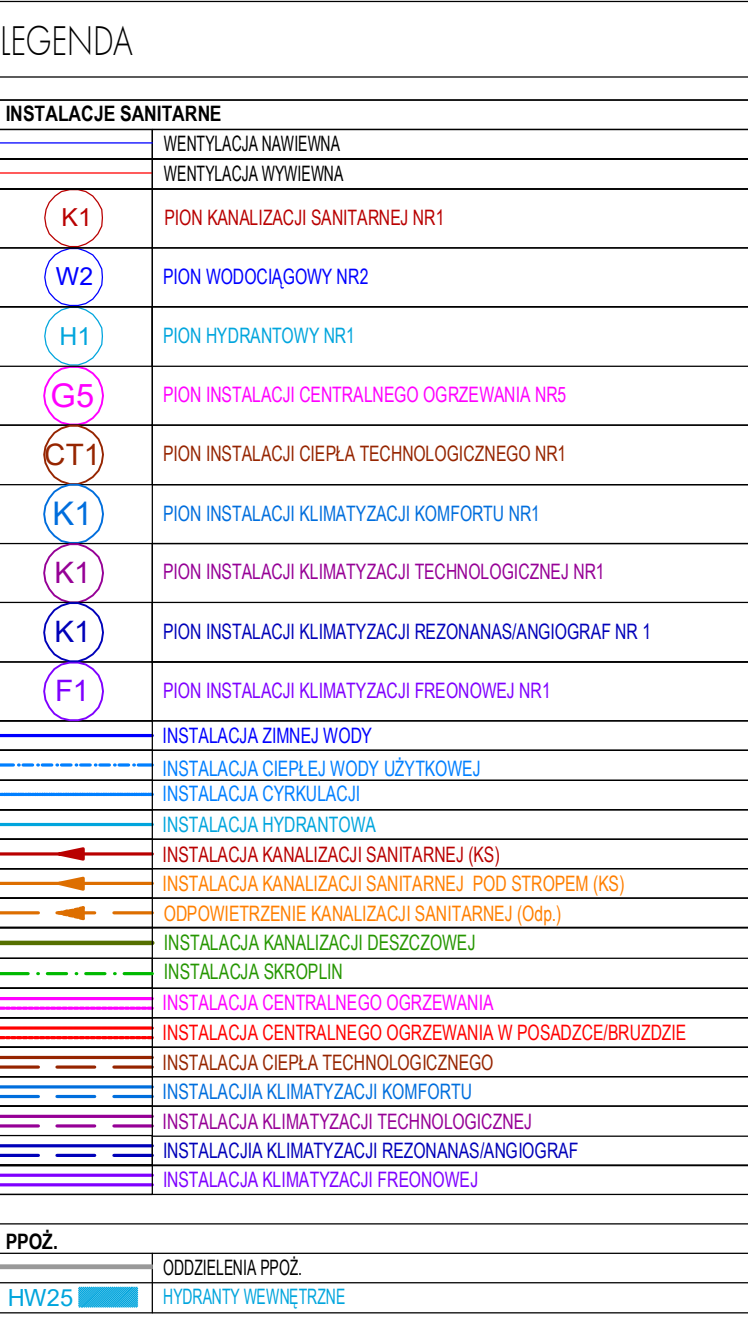 LEGENDA
INSTALACJE SANITARNE
WENTYLACJA NAWIEWNA
WENTYLACJA WYWIEWNA
K1 PION KANALIZACJI SANITARNEJ NR1
W2 PION WODOCIĄGOWY NR2
H1 PION HYDRANTOWY NR1
G5 PION INSTALACJI CENTRALNEGO OGRZEWANIA NR5
CT1 PION INSTALACJI CIEPŁA TECHNOLOGICZNEGO NR1
K1 PION INSTALACJI KLIMATYZACJI KOMFORTU NR1
K1 PION INSTALACJI KLIMATYZACJI TECHNOLOGICZNEJ NR1
K1 PION INSTALACJI KLIMATYZACJI REZONANAS/ANGIOGRAF NR 1
F1 PION INSTALACJI KLIMATYZACJI FREONOWEJ NR1
INSTALACJA ZIMNEJ WODY
INSTALACJA CIEPŁEJ WODY UŻYTKOWEJ
INSTALACJA CYRKULACJI
INSTALACJA HYDRANTOWA
INSTALACJA KANALIZACJI SANITARNEJ (KS)
INSTALACJA KANALIZACJI SANITARNEJ POD STROPEM (KS)
ODPOWIETRZENIE KANALIZACJI SANITARNEJ (Odp.)
INSTALACJA KANALIZACJI DESZCZOWEJ
INSTALACJA SKROPLIN
INSTALACJA CENTRALNEGO OGRZEWANIA
INSTALACJA CENTRALNEGO OGRZEWANIA W POSADZCE/BRUZDZIE
INSTALACJA CIEPŁA TECHNOLOGICZNEGO
INSTALACJIA KLIMATYZACJI KOMFORTU
INSTALACJA KLIMATYZACJI TECHNOLOGICZNEJ
INSTALACJIA KLIMATYZACJI REZONANAS/ANGIOGRAF
INSTALACJA KLIMATYZACJI FREONOWEJ
PPOŻ.
ODDZIELENIA PPOŻ.
HW25 HYDRANTY WEWNĘTRZNE